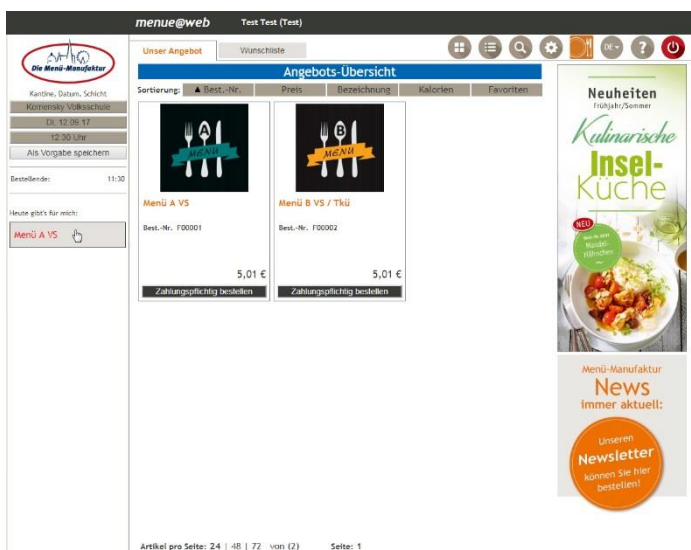 menue@web Test Test (Test)
Die Menü-Manufaktur
Kantine, Datum, Schicht
Komensky Volksschule
Di, 12.09.17
12:30 Uhr
Als Vorgabe speichern
Bestellende: 11:30
Heute gibt's für mich:
Menü A VS
Unser Angebot Wunschliste
DE
?
Angebots-Übersicht
Sortierung: ▲ Best.-Nr. Preis Bezeichnung Kalorien Favoriten
A
MENU
Menü A VS
Best.-Nr. F00001
5,01 €
Zahlungspflichtig bestellen
B
MENU
Menü B VS / Tkü
Best.-Nr. F00002
5,01 €
Zahlungspflichtig bestellen
Artikel pro Seite: 24 | 48 | 72 von (2) Seite: 1
Neuheiten
Frühjahr/Sommer
Kulinarische
Insel-
Küche
NEU
Mandel-
Hähnchen
Menü-Manufaktur
News
immer aktuell:
Unseren
Newsletter
können Sie hier
bestellen!